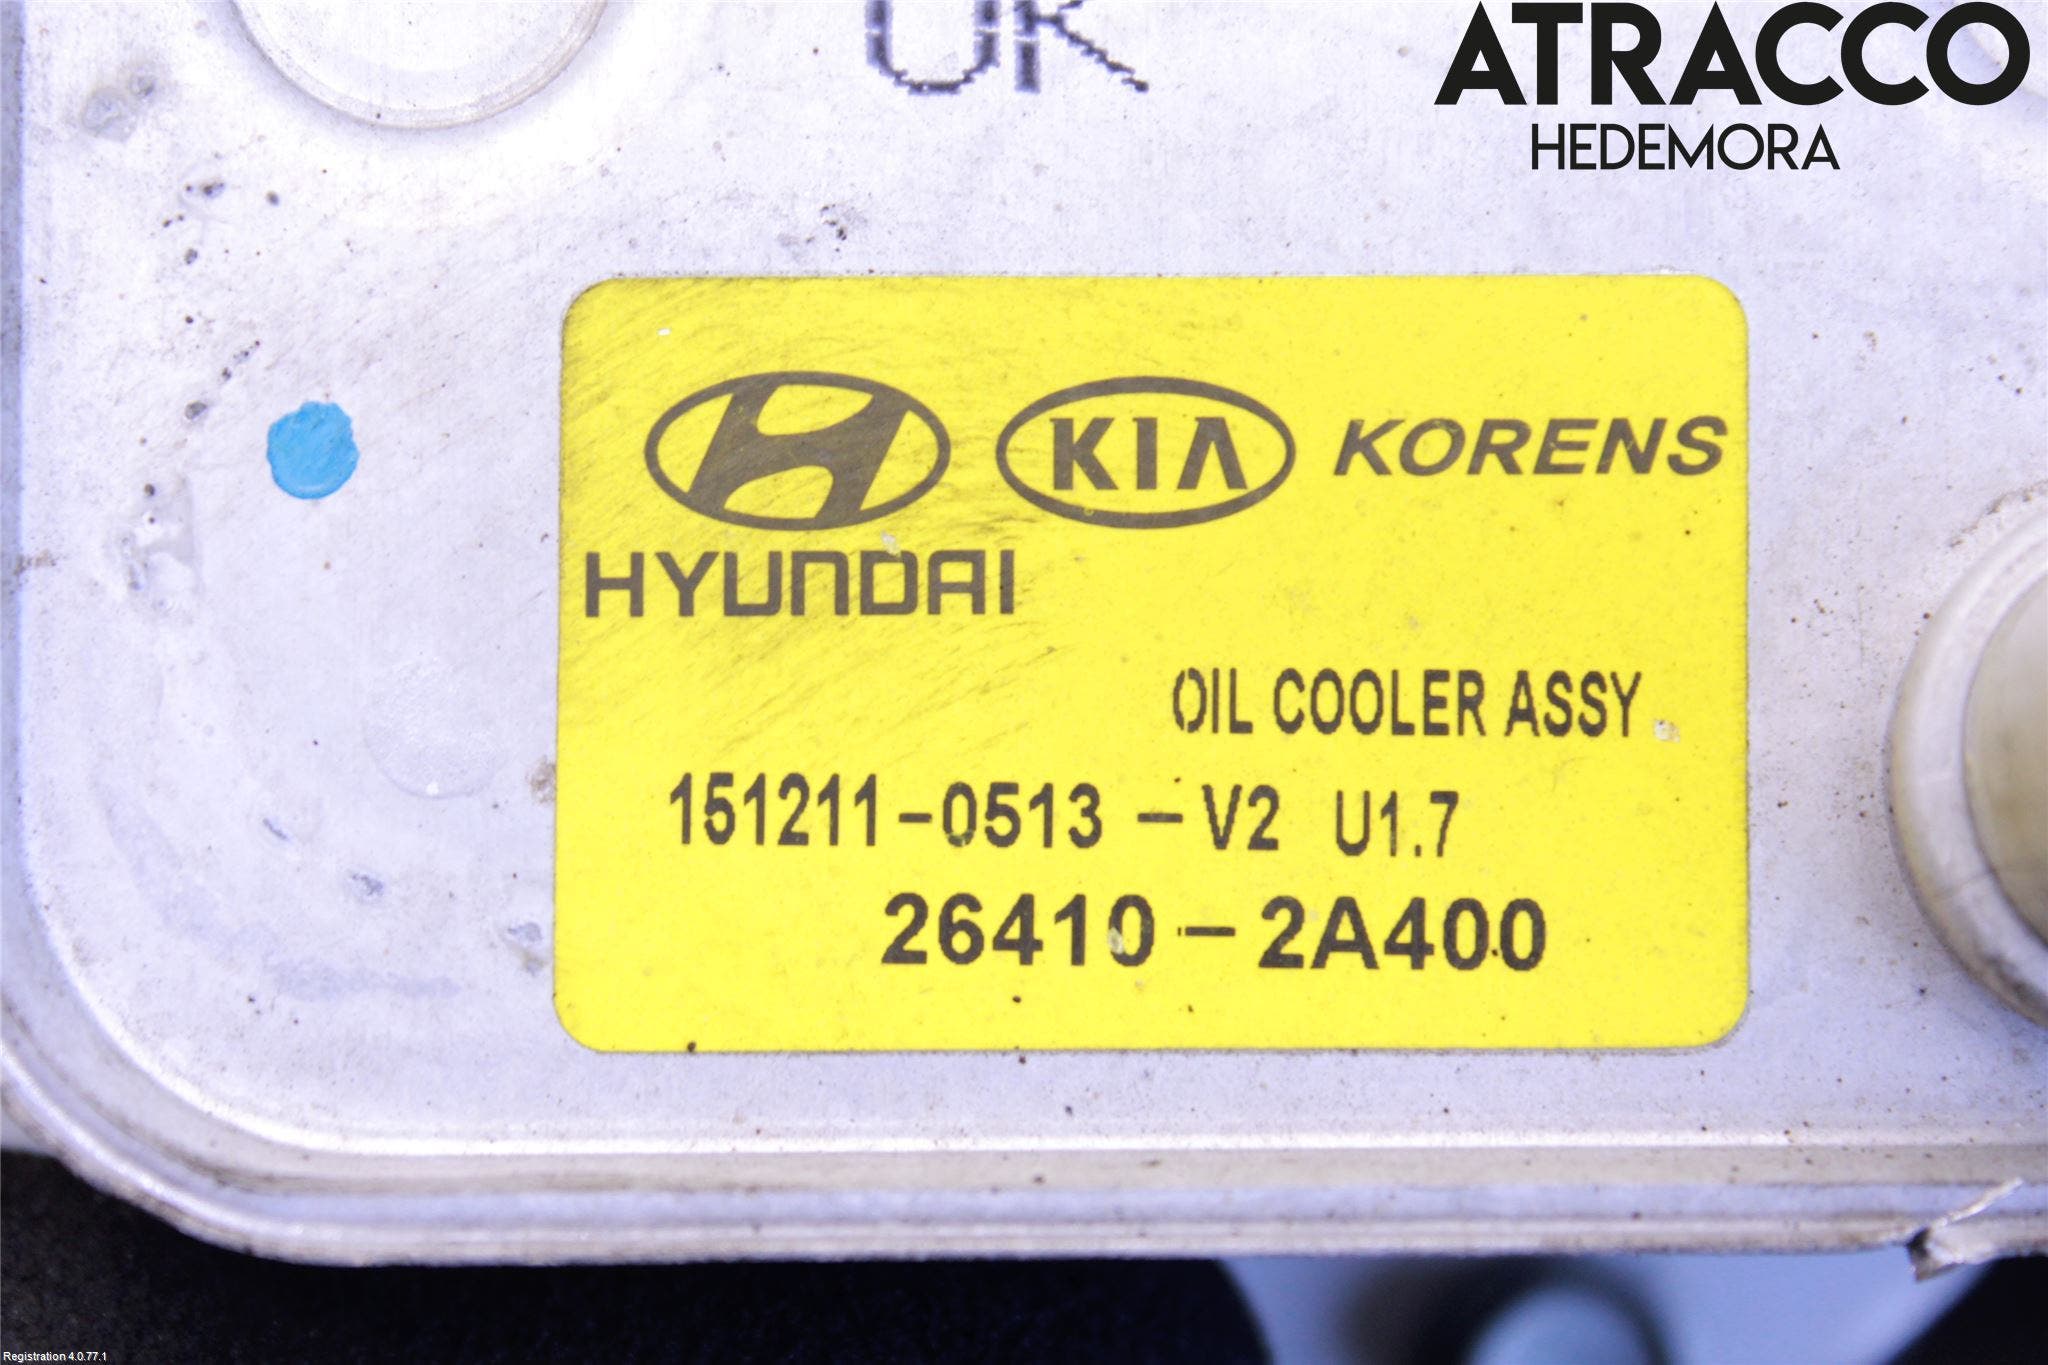 UK
ATRACCO
HEDEMORA
KIA KORENS
HYUNDAI
OIL COOLER ASSY
151211-0513-V2 U1.7
26410-2A400
Registration 4.0.77.1